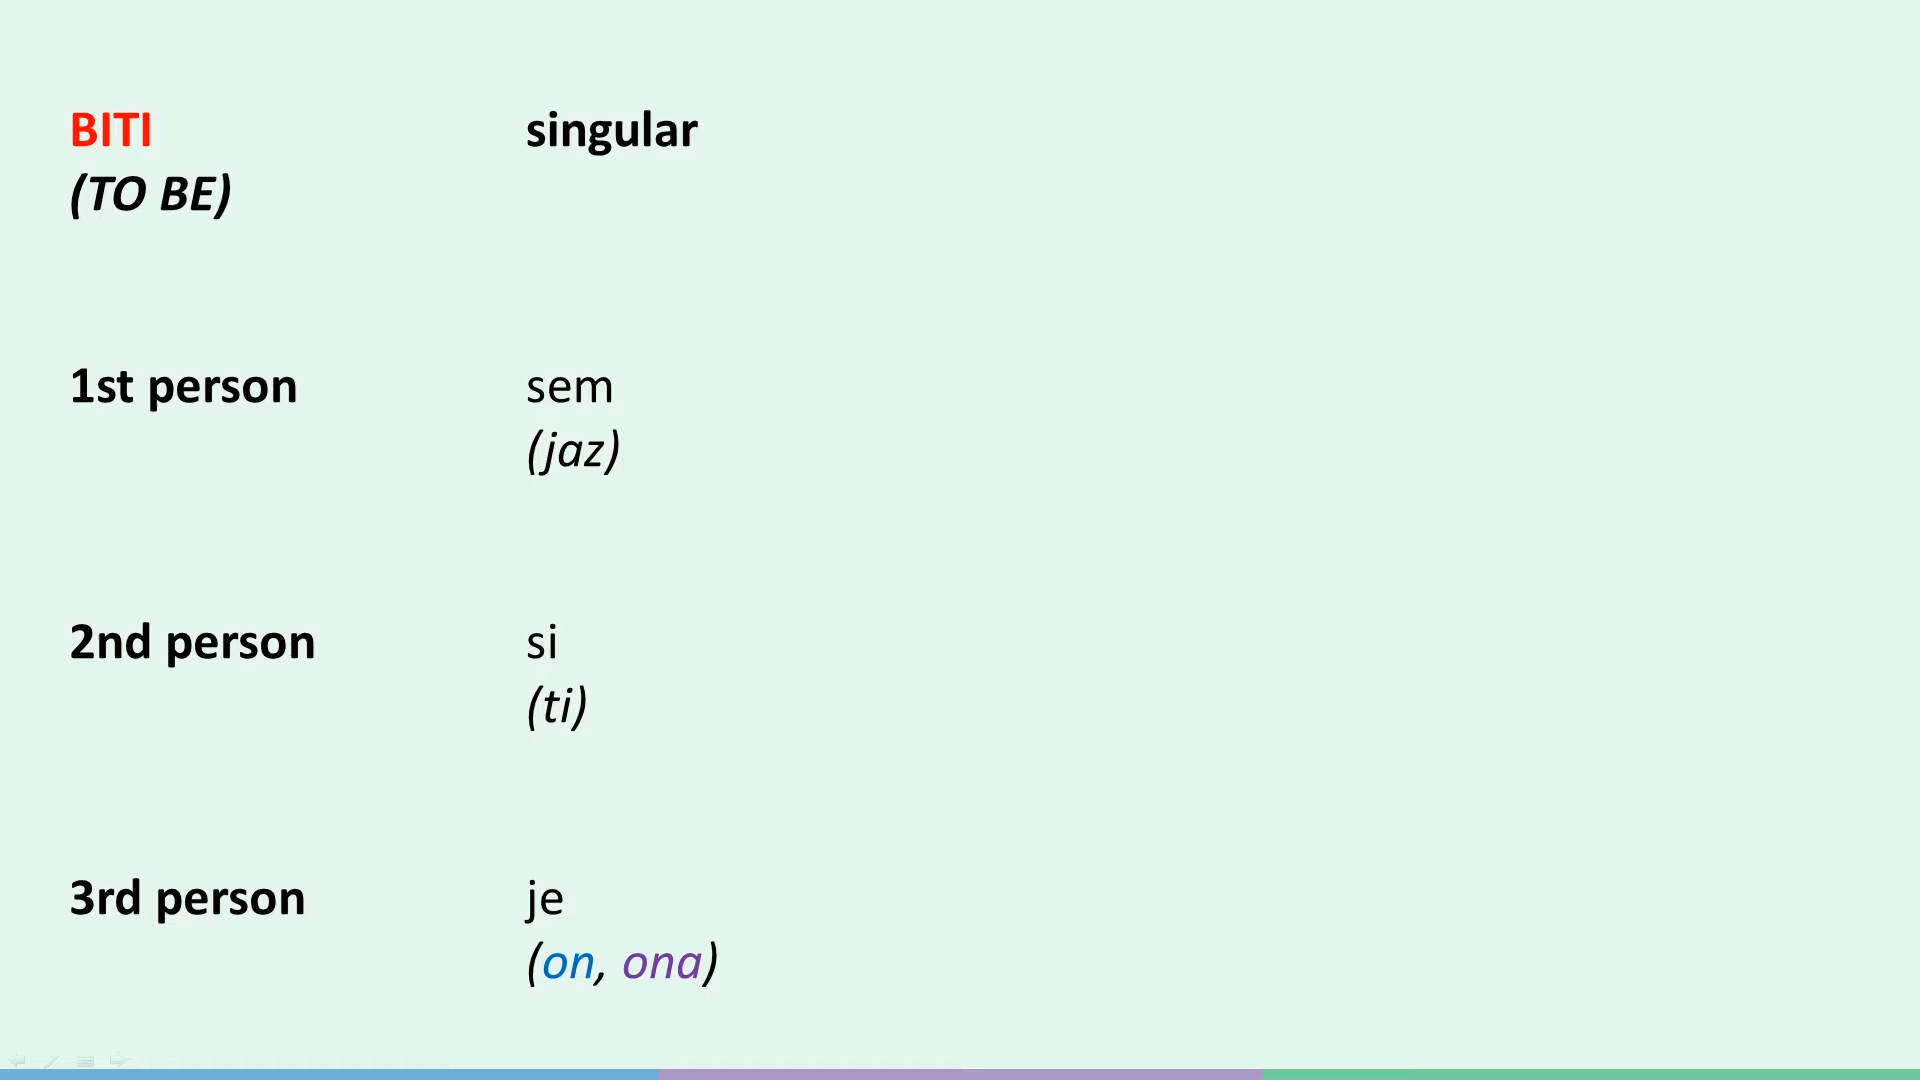 BITI singular
(TO BE)
1st person sem
(jaz)
2nd person si
(ti)
3rd person je
(on, ona)